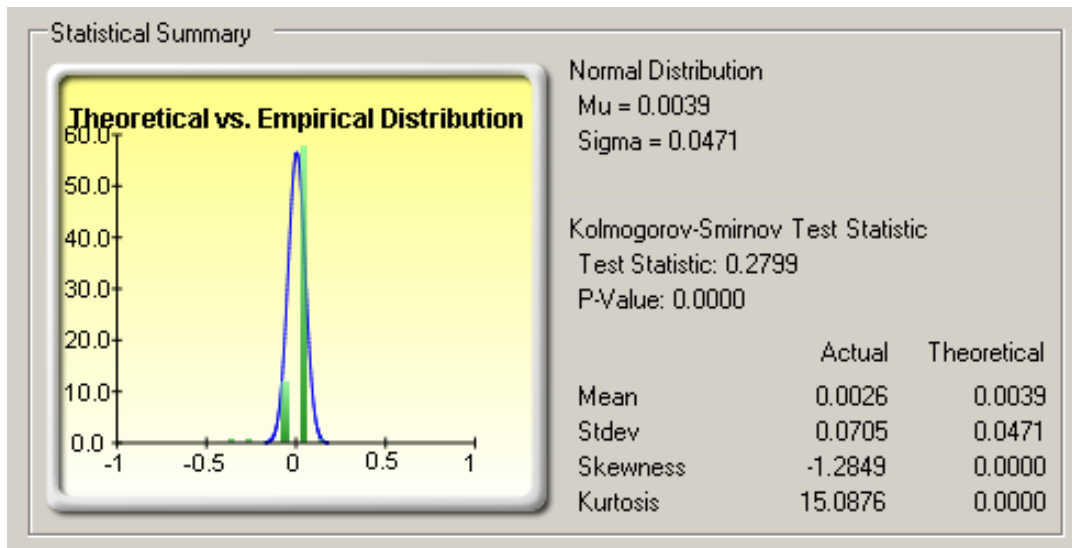 Statistical Summary
Theoretical vs. Empirical Distribution
60.0
50.0
40.0
30.0
20.0
10.0
0.0
-1 -0.5 0 0.5 1
Normal Distribution
Mu = 0.0039
Sigma = 0.0471
Kolmogorov-Smirnov Test Statistic
Test Statistic: 0.2799
P-Value: 0.0000
Actual Theoretical
Mean 0.0026 0.0039
Stdev 0.0705 0.0471
Skewness -1.2849 0.0000
Kurtosis 15.0876 0.0000